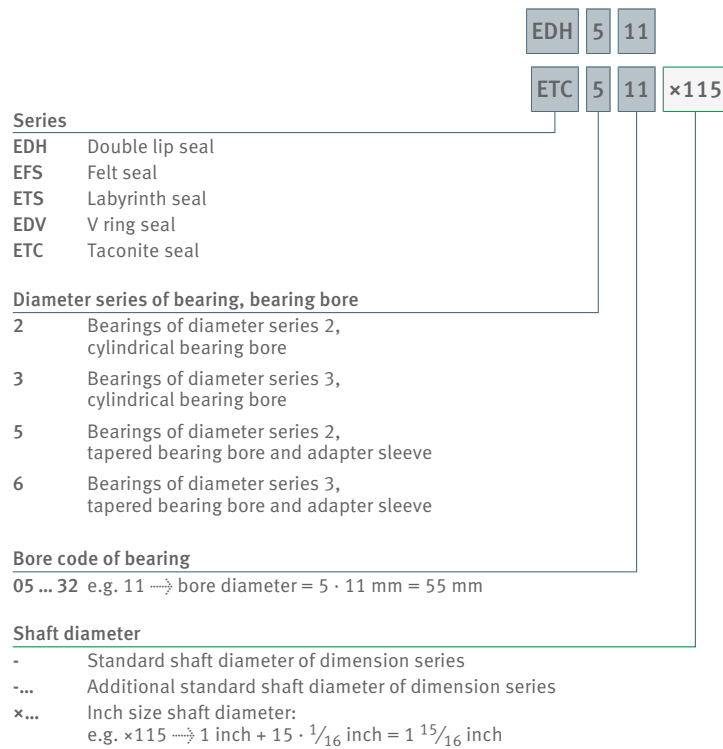 EDH 5 11
ETC 5 11 ×115
Series
EDH Double lip seal
EFS Felt seal
ETS Labyrinth seal
EDV V ring seal
ETC Taconite seal
Diameter series of bearing, bearing bore
2 Bearings of diameter series 2,
cylindrical bearing bore
3 Bearings of diameter series 3,
cylindrical bearing bore
5 Bearings of diameter series 2,
tapered bearing bore and adapter sleeve
6 Bearings of diameter series 3,
tapered bearing bore and adapter sleeve
Bore code of bearing
05 ... 32 e.g. 11 ····> bore diameter = 5 · 11 mm = 55 mm
Shaft diameter
- Standard shaft diameter of dimension series
-... Additional standard shaft diameter of dimension series
×... Inch size shaft diameter:
e.g. ×115 ····> 1 inch + 15 · 1/16 inch = 1 15/16 inch